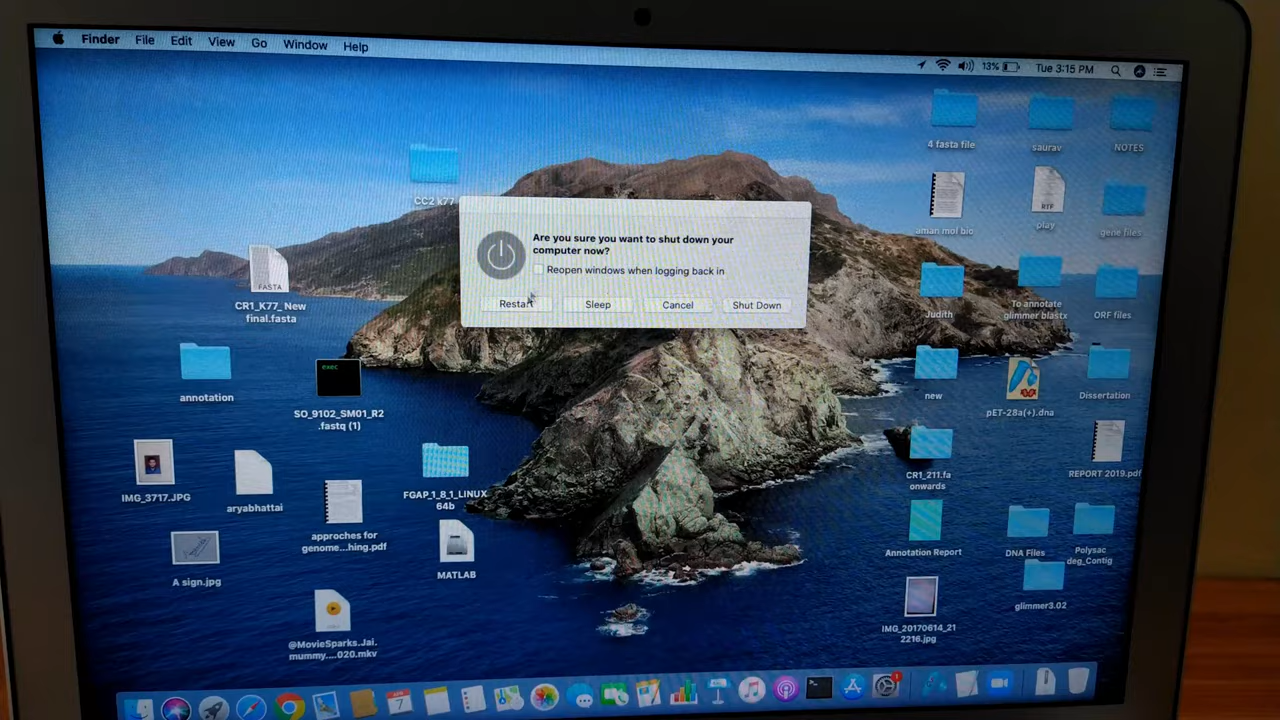 Finder File Edit View Go Window Help
13% Tue 3:15 PM
4 fasta file
saurav
NOTES
CC2 k77
Are you sure you want to shut down your
computer now?
Reopen windows when logging back in
Restart Sleep Cancel Shut Down
aman mol bio
play
RTF
gene files
FASTA
CR1_K77_New
final.fasta
Judith
To annotate
glimmer blastx
ORF files
annotation
exec
SO_9102_SM01_R2
.fastq (1)
new
pET-28a(+).dna
Dissertation
IMG_3717.JPG
aryabhattai
FGAP_1_8_1_LINUX
64b
CR1_211.fa
onwards
REPORT 2019.pdf
approches for
genome...hing.pdf
A sign.jpg
MATLAB
Annotation Report
DNA Files
Polysac
deg_Contig
@MovieSparks.Jai.
mummy....020.mkv
IMG_20170614_21
2216.jpg
glimmer3.02
7
1